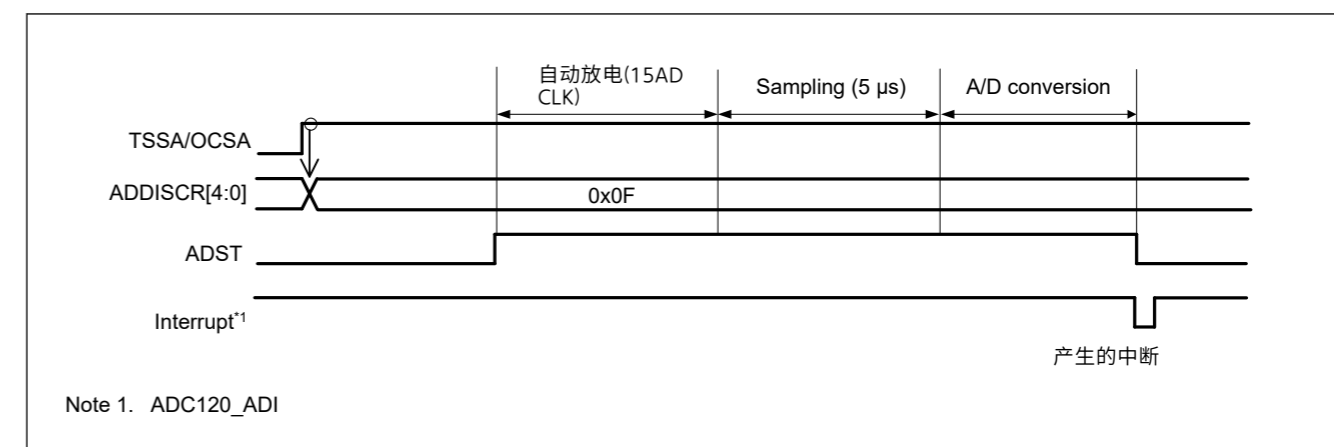 自动放电(15AD
CLK)
Sampling (5 μs)
A/D conversion
TSSA/OCSA
ADDISCR[4:0]
0x0F
ADST
Interrupt*1
产生的中断
Note 1. ADC120_ADI